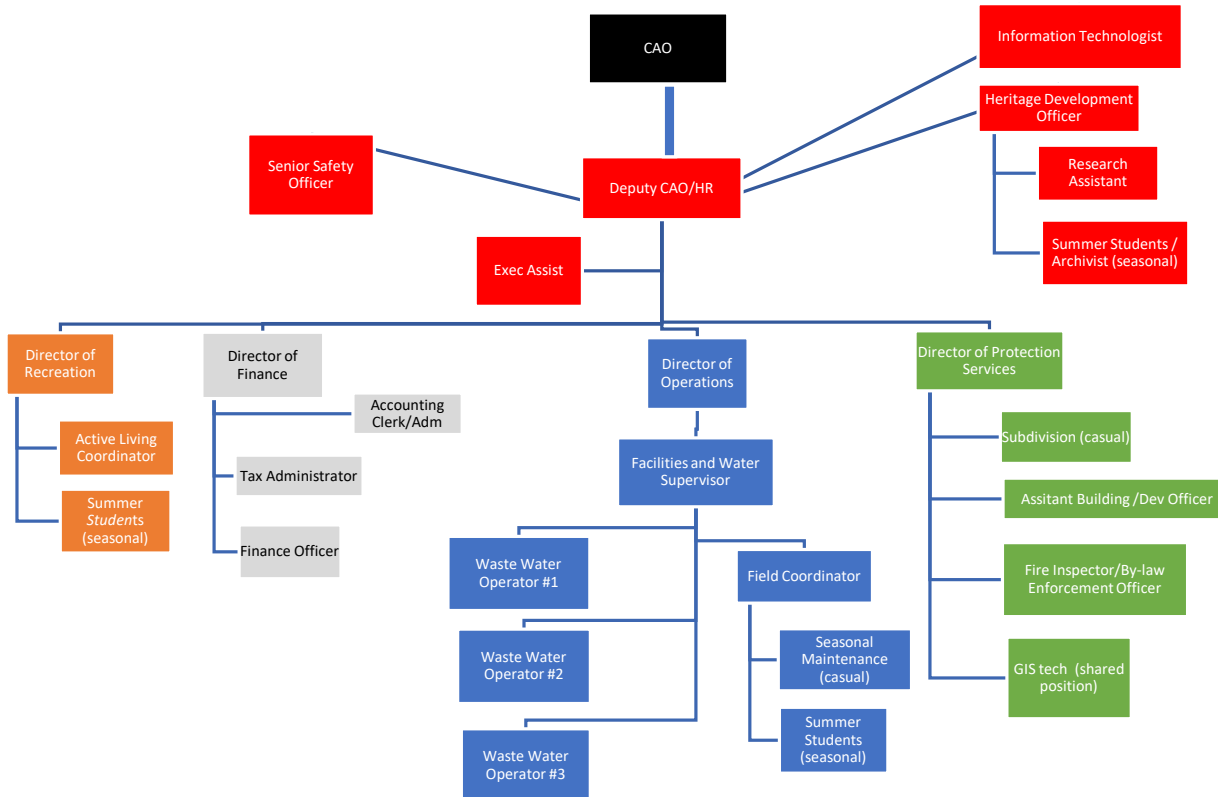 CAO
Information Technologist
Heritage Development
Officer
Senior Safety
Officer
Deputy CAO/HR
Research
Assistant
Exec Assist
Summer Students /
Archivist (seasonal)
Director of
Recreation
Director of
Finance
Director of
Operations
Director of Protection
Services
Accounting
Clerk/Adm
Active Living
Coordinator
Tax Administrator
Facilities and Water
Supervisor
Subdivision (casual)
Assitant Building /Dev Officer
Summer
Students
(seasonal)
Finance Officer
Waste Water
Operator #1
Field Coordinator
Fire Inspector/By-law
Enforcement Officer
Waste Water
Operator #2
Seasonal
Maintenance
(casual)
GIS tech  (shared
position)
Waste Water
Operator #3
Summer
Students
(seasonal)